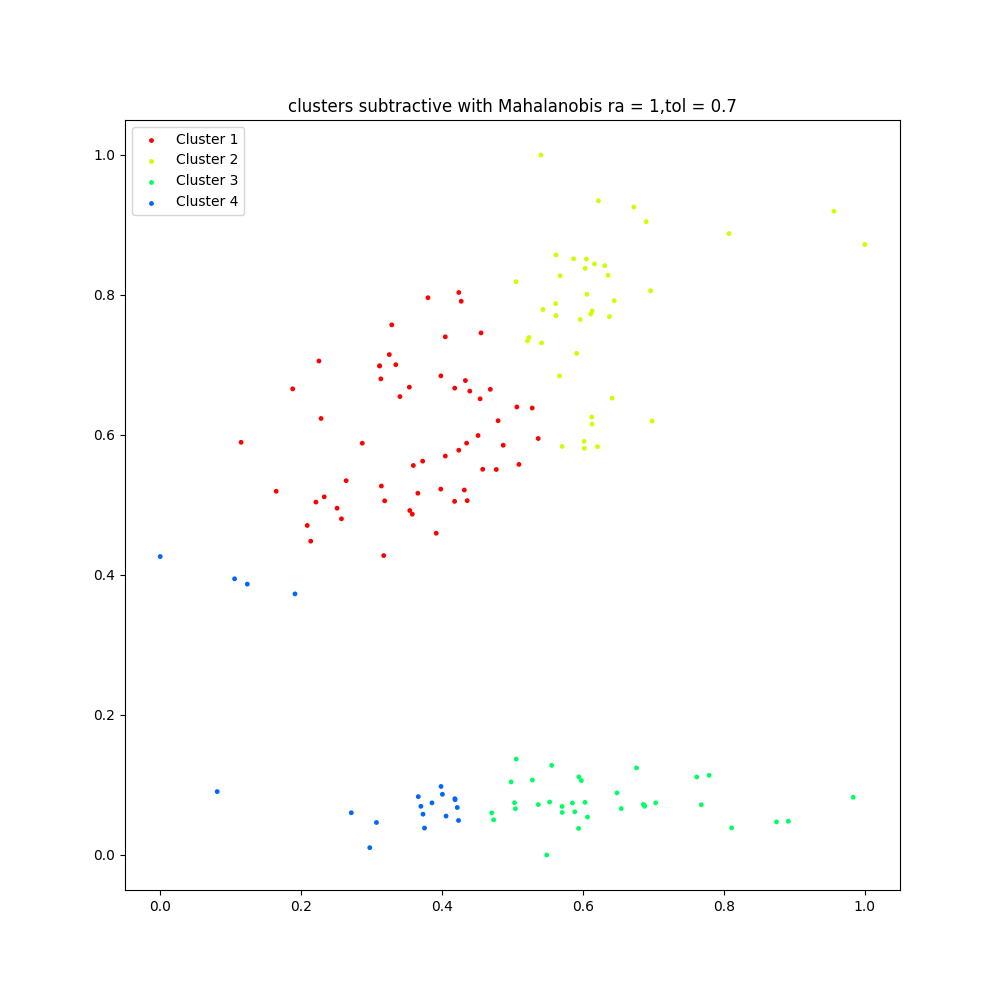 clusters subtractive with Mahalanobis ra = 1,tol = 0.7
Cluster 1
Cluster 2
Cluster 3
Cluster 4
1.0
0.8
0.6
0.4
0.2
0.0
0.0 0.2 0.4 0.6 0.8 1.0